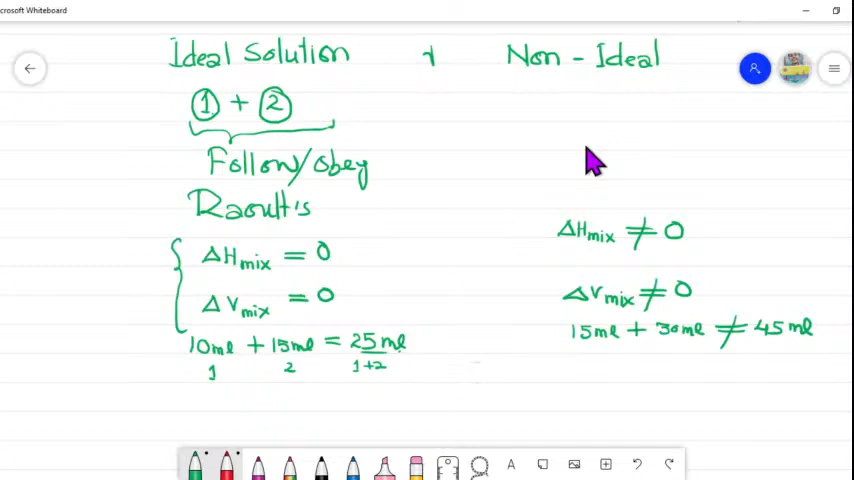 crosoft Whiteboard
Ideal Solution & Non - Ideal
1 + 2
Follow/obey
Raoult's
ΔHmix = 0
ΔVmix = 0
10ml + 15ml = 25ml
1 2 1+2
ΔHmix ≠ 0
ΔVmix ≠ 0
15ml + 30ml ≠ 45ml
A